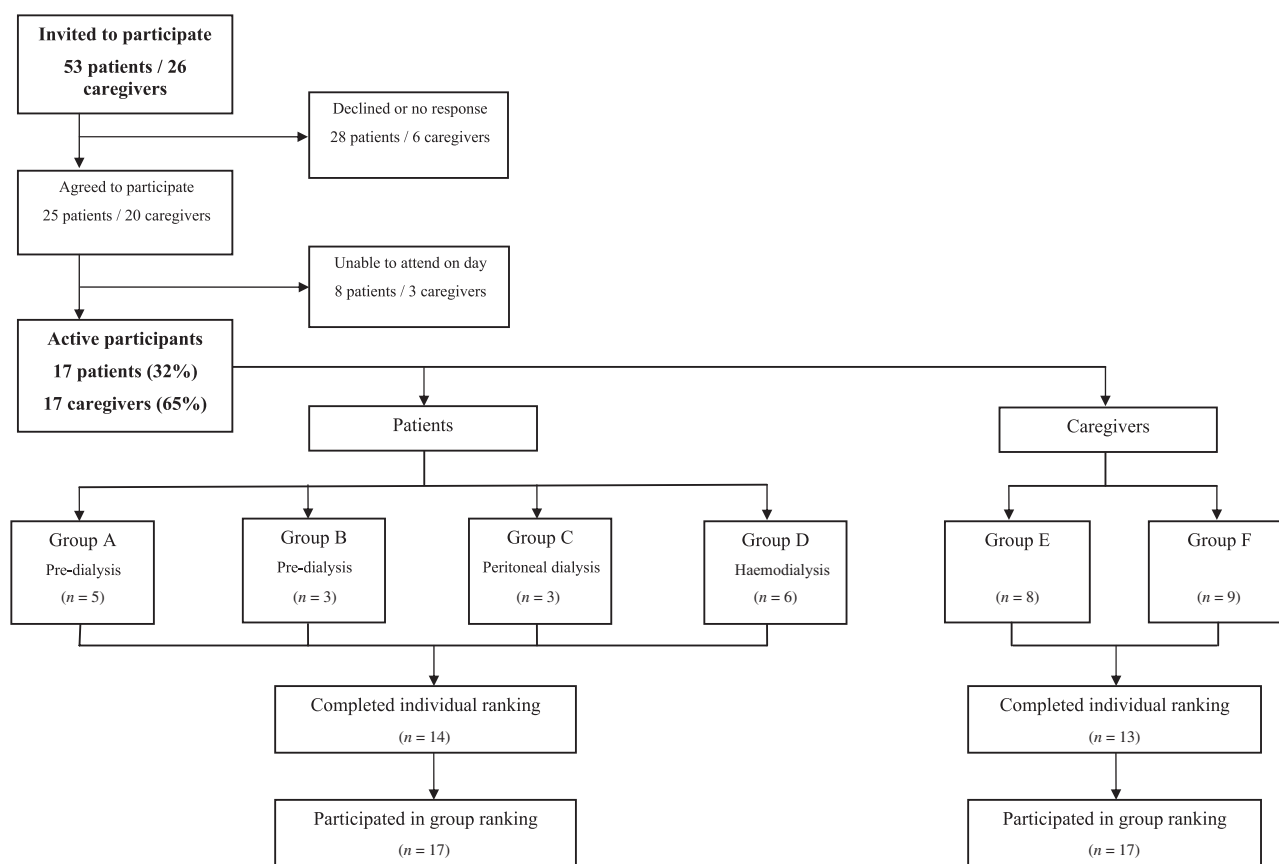 Invited to participate
53 patients / 26
caregivers
Declined or no response
28 patients / 6 caregivers
Agreed to participate
25 patients / 20 caregivers
Unable to attend on day
8 patients / 3 caregivers
Active participants
17 patients (32%)
17 caregivers (65%)
Patients
Caregivers
Group A
Pre-dialysis
(n = 5)
Group B
Pre-dialysis
(n = 3)
Group C
Peritoneal dialysis
(n = 3)
Group D
Haemodialysis
(n = 6)
Group E
(n = 8)
Group F
(n = 9)
Completed individual ranking
(n = 14)
Completed individual ranking
(n = 13)
Participated in group ranking
(n = 17)
Participated in group ranking
(n = 17)